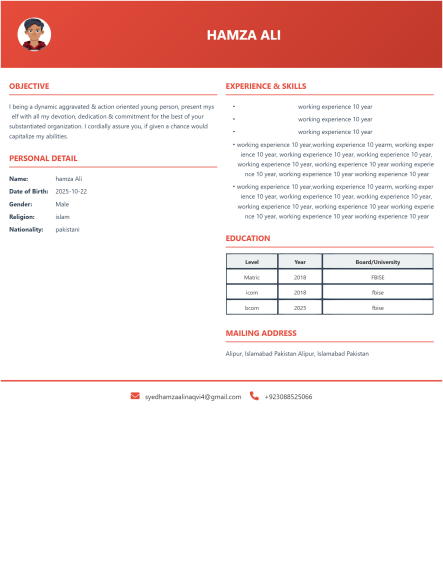 HAMZA ALI
OBJECTIVE
I being a dynamic aggravated & action oriented young person, present mys
elf with all my devotion, dedication & commitment for the best of your
substantiated organization. I cordially assure you, if given a chance would
capitalize my abilities.
PERSONAL DETAIL
Name: hamza Ali
Date of Birth: 2025-10-22
Gender: Male
Religion: islam
Nationality: pakistani
EXPERIENCE & SKILLS
• working experience 10 year
• working experience 10 year
• working experience 10 year
• working experience 10 year,working experience 10 yearm, working exper
ience 10 year, working experience 10 year, working experience 10 year,
working experience 10 year, working experience 10 year working experie
nce 10 year, working experience 10 year working experience 10 year
• working experience 10 year,working experience 10 yearm, working exper
ience 10 year, working experience 10 year, working experience 10 year,
working experience 10 year, working experience 10 year working experie
nce 10 year, working experience 10 year working experience 10 year
EDUCATION
Level Year Board/University
Matric 2018 FBISE
icom 2018 fbise
bcom 2025 fbise
MAILING ADDRESS
Alipur, Islamabad Pakistan Alipur, Islamabad Pakistan
syedhamzaalinaqvi4@gmail.com +923088525066